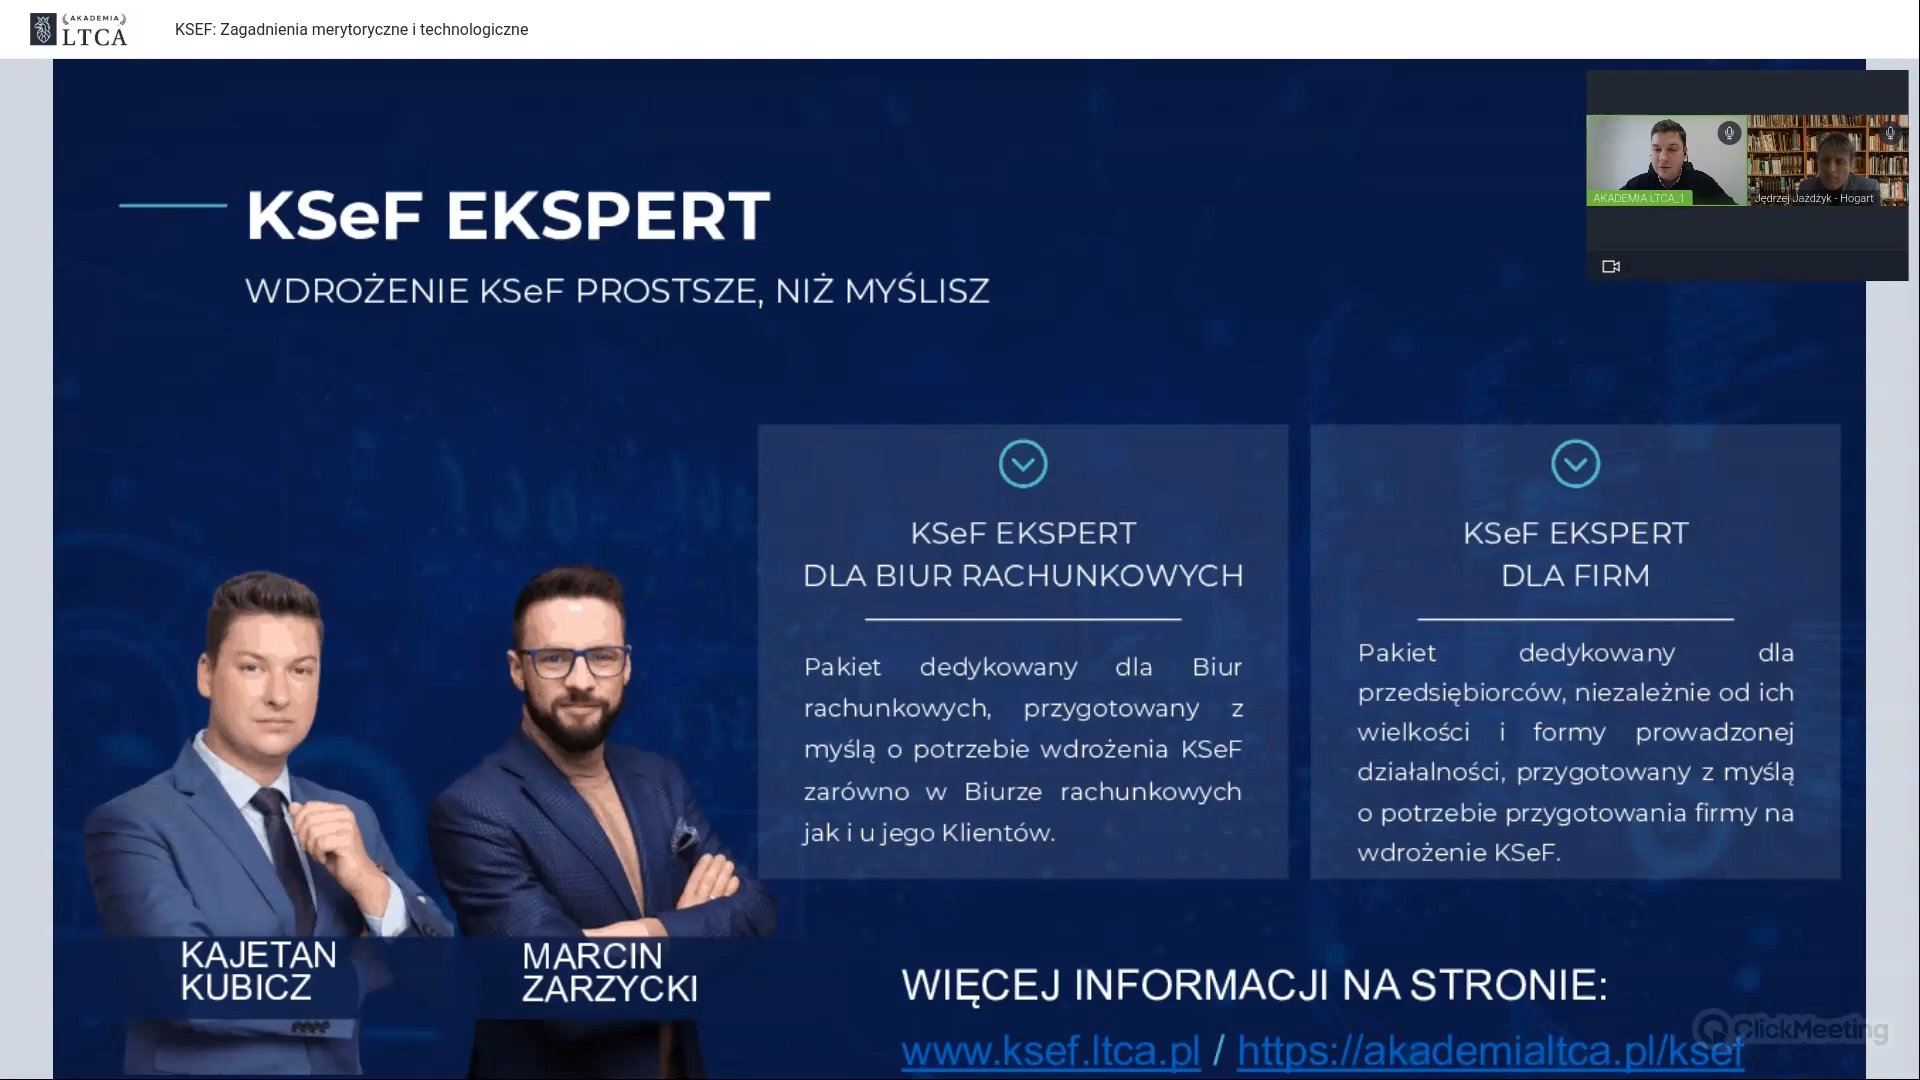 AKADEMIA
LTCA
KSEF: Zagadnienia merytoryczne i technologiczne
AKADEMIA LTCA_1
Jędrzej Jażdżyk - Hogart
KSeF EKSPERT
WDROŻENIE KSeF PROSTSZE, NIŻ MYŚLISZ
KSeF EKSPERT
DLA BIUR RACHUNKOWYCH
Pakiet dedykowany dla Biur
rachunkowych, przygotowany z
myślą o potrzebie wdrożenia KSeF
zarówno w Biurze rachunkowych
jak i u jego Klientów.
KSeF EKSPERT
DLA FIRM
Pakiet dedykowany dla
przedsiębiorców, niezależnie od ich
wielkości i formy prowadzonej
działalności, przygotowany z myślą
o potrzebie przygotowania firmy na
wdrożenie KSeF.
KAJETAN
KUBICZ
MARCIN
ZARZYCKI
WIĘCEJ INFORMACJI NA STRONIE:
www.ksef.ltca.pl / https://akademialtca.pl/ksef
ClickMeeting